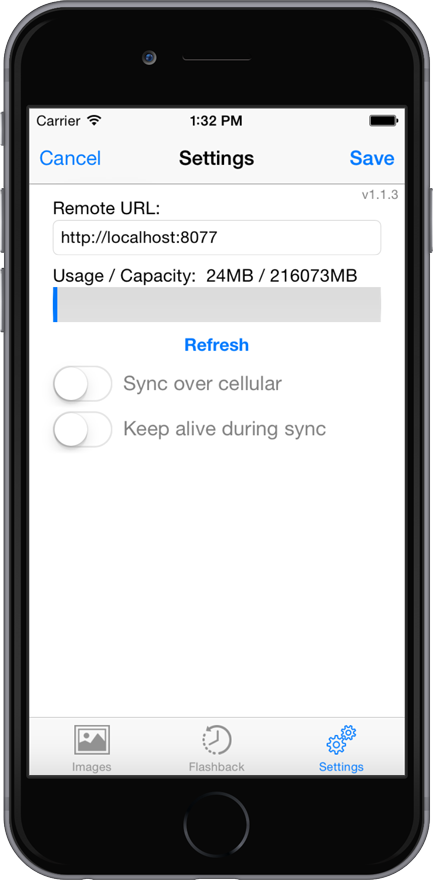 Carrier 1:32 PM
Cancel Settings Save
v1.1.3
Remote URL:
http://localhost:8077
Usage / Capacity: 24MB / 216073MB
Refresh
Sync over cellular
Keep alive during sync
Images Flashback Settings